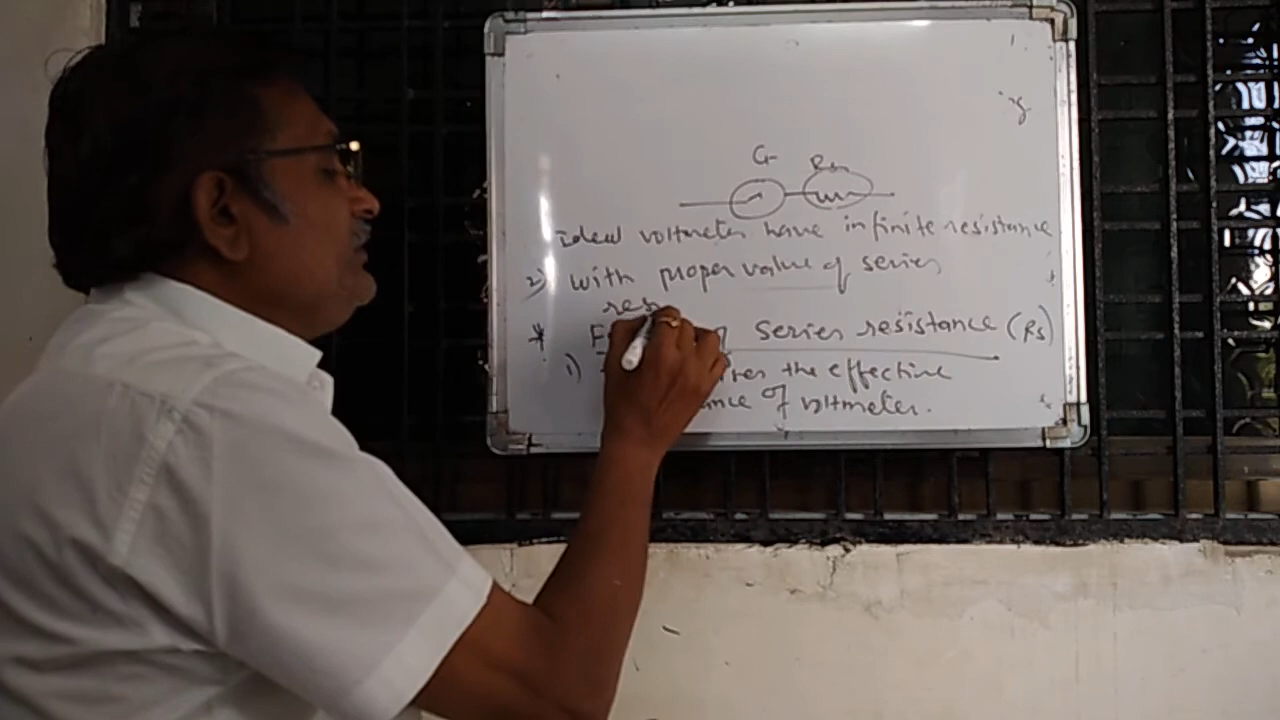 G
ideal voltmeter have infinite resistance
2) with proper value of series
res
* series resistance (Rs)
1) the effective
of voltmeter.